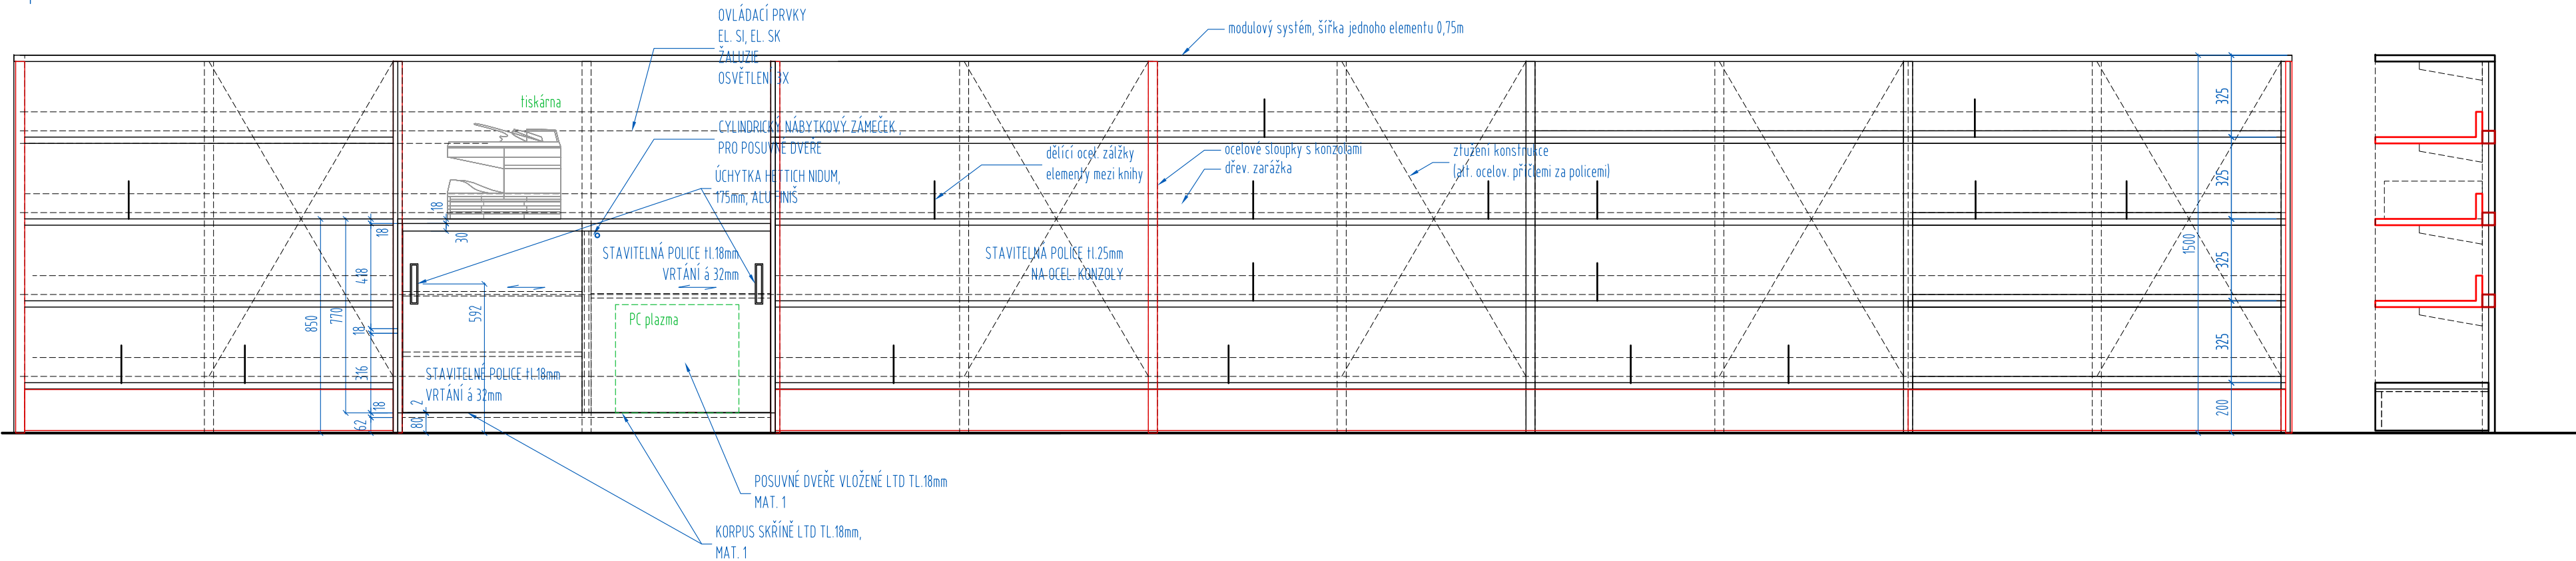 OVLÁDACÍ PRVKY
EL. SI, EL. SK
ŽALUZIE
OSVĚTLENÍ 3X
modulový systém, šířka jednoho elementu 0,75m
tiskárna
CYLINDRICKÝ NÁBYTKOVÝ ZÁMEČEK,
PRO POSUVNÉ DVEŘE
ÚCHYTKA HETTICH NIDUM,
175mm, ALU FINIŠ
dělící ocel. zálžky
elementy mezi knihy
ocelové sloupky s konzolami
dřev. zarážka
ztužení konstrukce
(alt. ocelov. příčlemi za policemi)
STAVITELNÁ POLICE tl.18mm
VRTÁNÍ á 32mm
STAVITELNÁ POLICE tl.25mm
NA OCEL. KONZOLY
PC plazma
STAVITELNÉ POLICE tl.18mm
VRTÁNÍ á 32mm
POSUVNÉ DVEŘE VLOŽENÉ LTD TL.18mm
MAT. 1
KORPUS SKŘÍNĚ LTD TL.18mm,
MAT. 1
850
770
18
418
18
316
18
62
80
2
18
30
592
1500
325
325
325
325
200